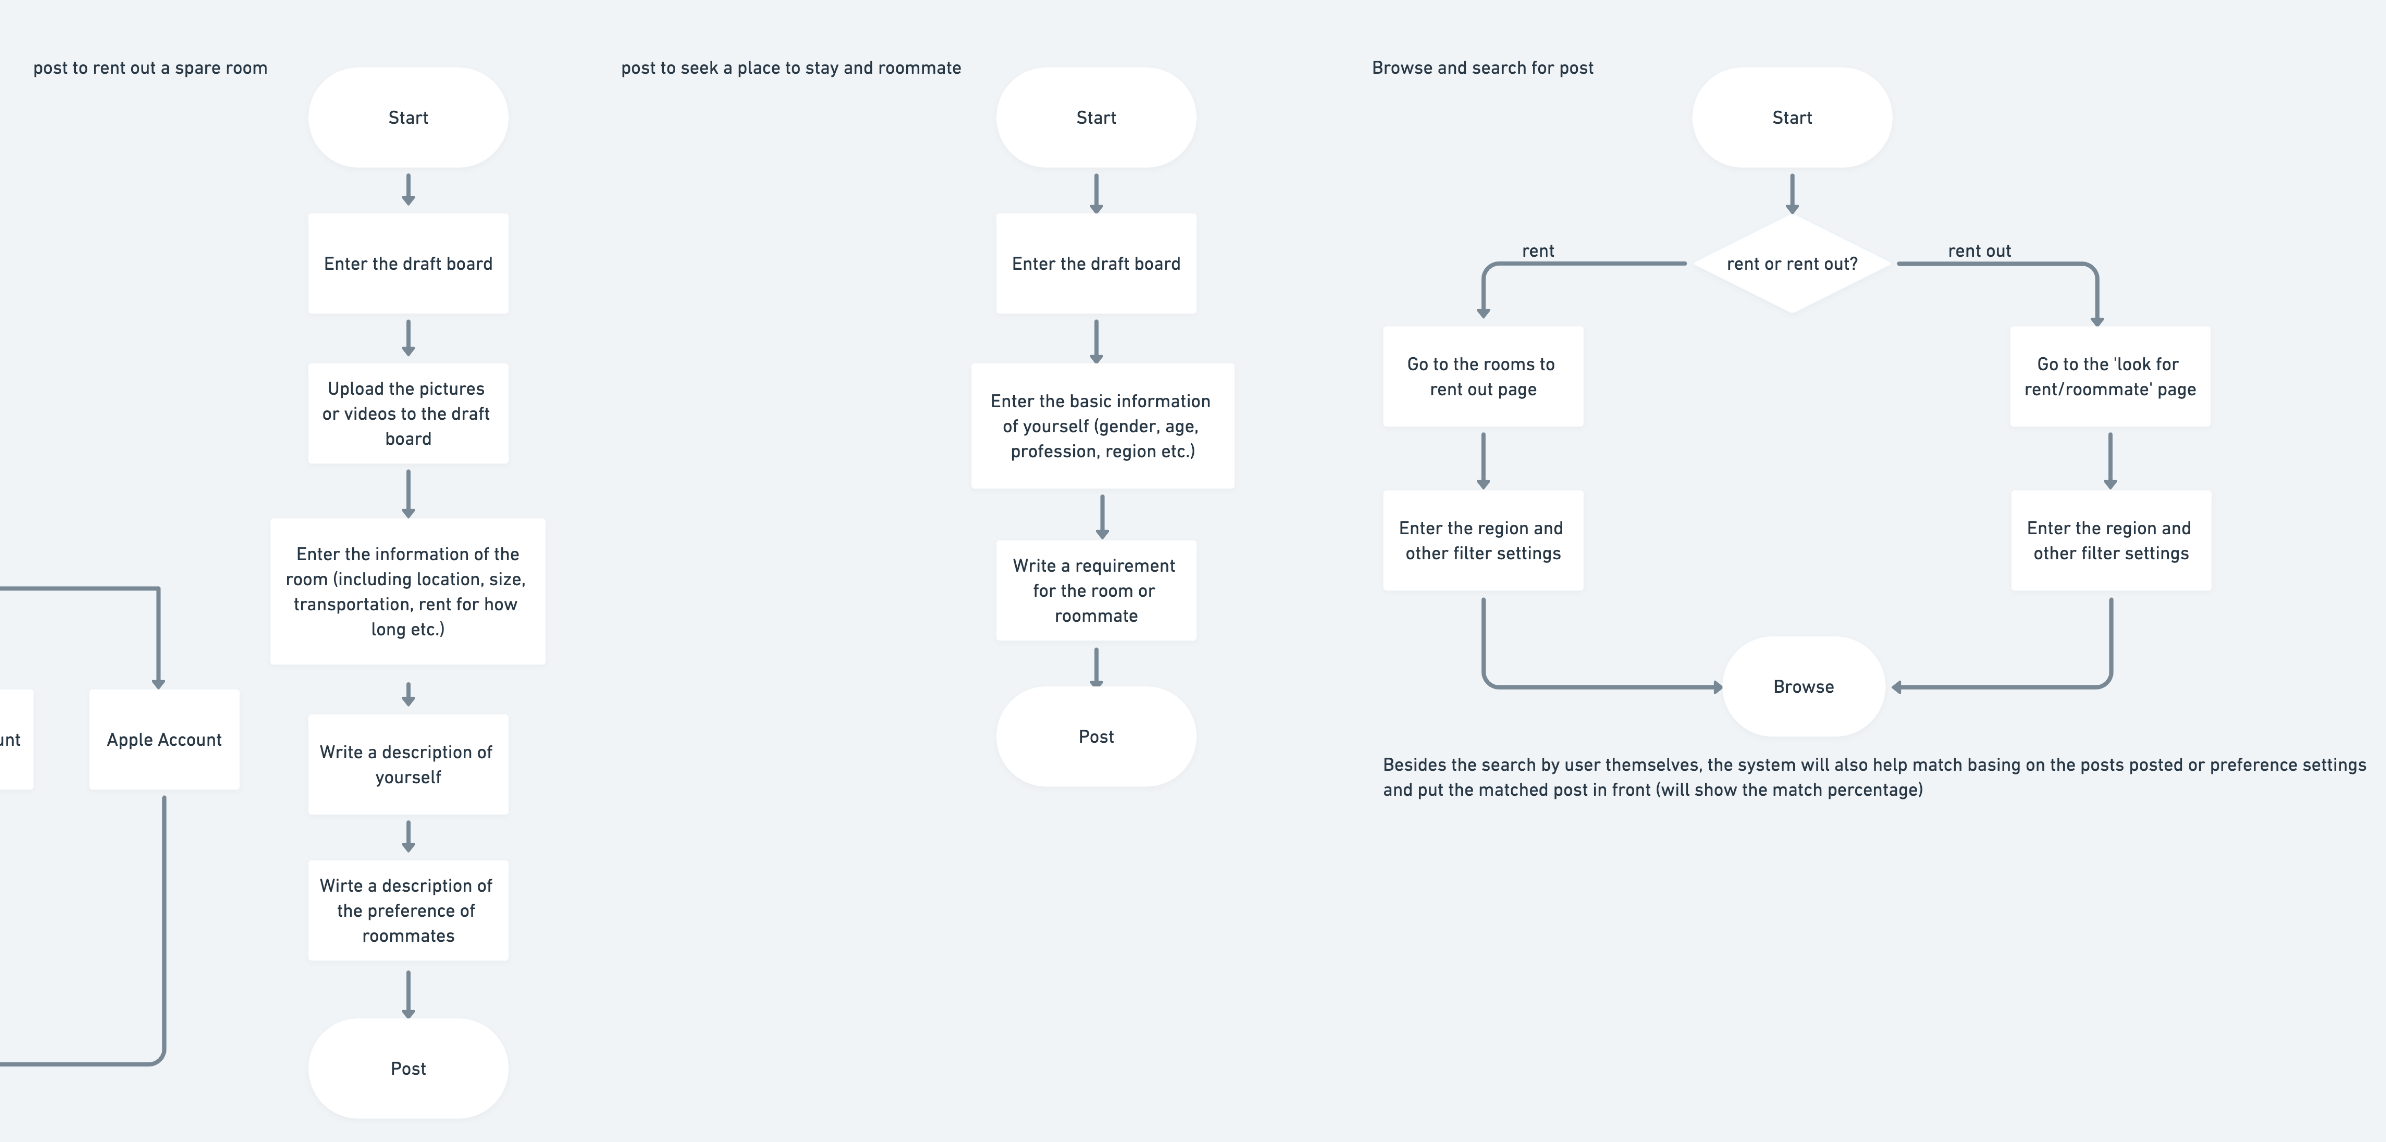 post to rent out a spare room
Start
Enter the draft board
Upload the pictures
or videos to the draft
board
Enter the information of the
room (including location, size,
transportation, rent for how
long etc.)
Write a description of
yourself
Wirte a description of
the preference of
roommates
Post
Apple Account
post to seek a place to stay and roommate
Start
Enter the draft board
Enter the basic information
of yourself (gender, age,
profession, region etc.)
Write a requirement
for the room or
roommate
Post
Browse and search for post
Start
rent or rent out?
rent
rent out
Go to the rooms to
rent out page
Enter the region and
other filter settings
Go to the 'look for
rent/roommate' page
Enter the region and
other filter settings
Browse
Besides the search by user themselves, the system will also help match basing on the posts posted or preference settings
and put the matched post in front (will show the match percentage)